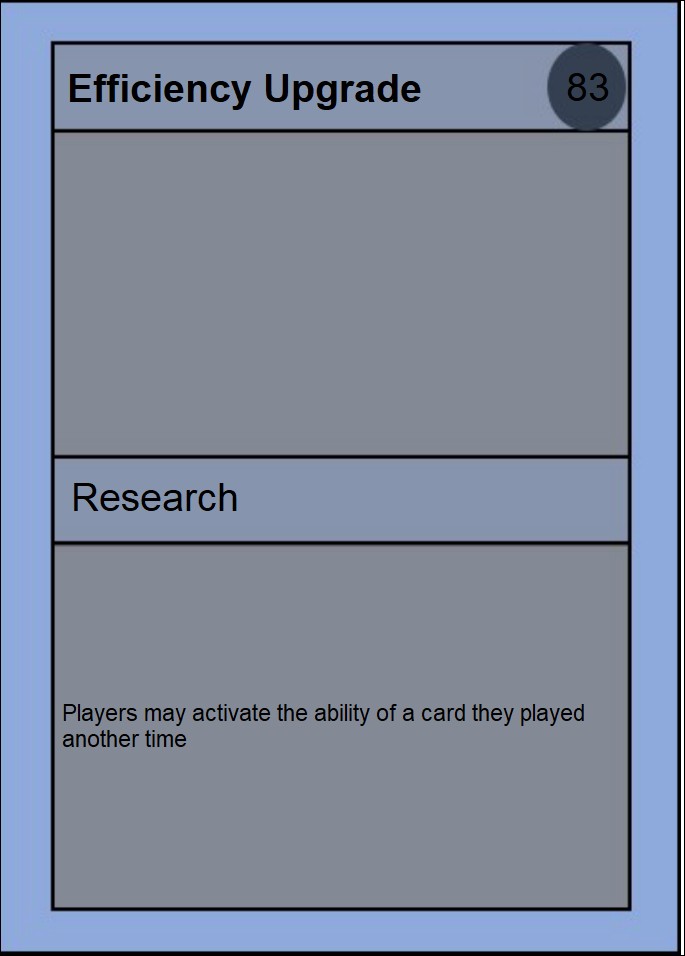 Efficiency Upgrade
83
Research
Players may activate the ability of a card they played
another time